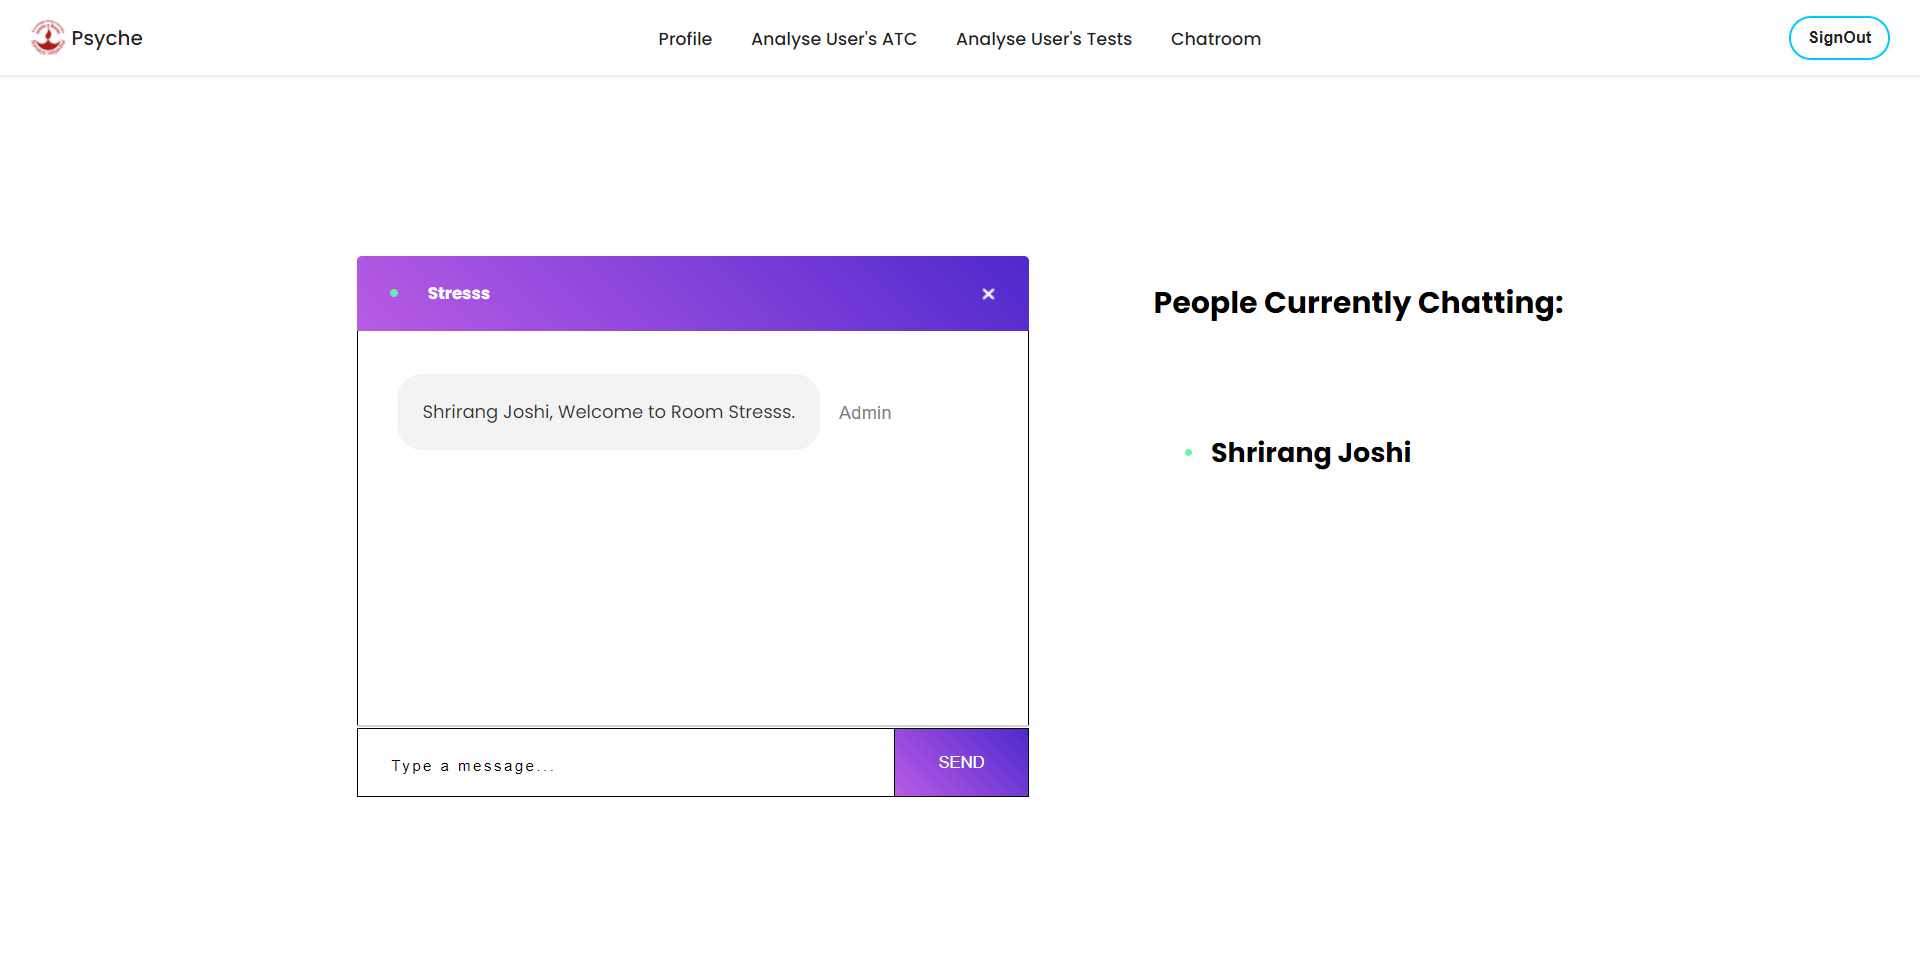 Psyche
Profile Analyse User's ATC Analyse User's Tests Chatroom
SignOut
Stresss
Shrirang Joshi, Welcome to Room Stresss. Admin
Type a message...
SEND
People Currently Chatting:
Shrirang Joshi